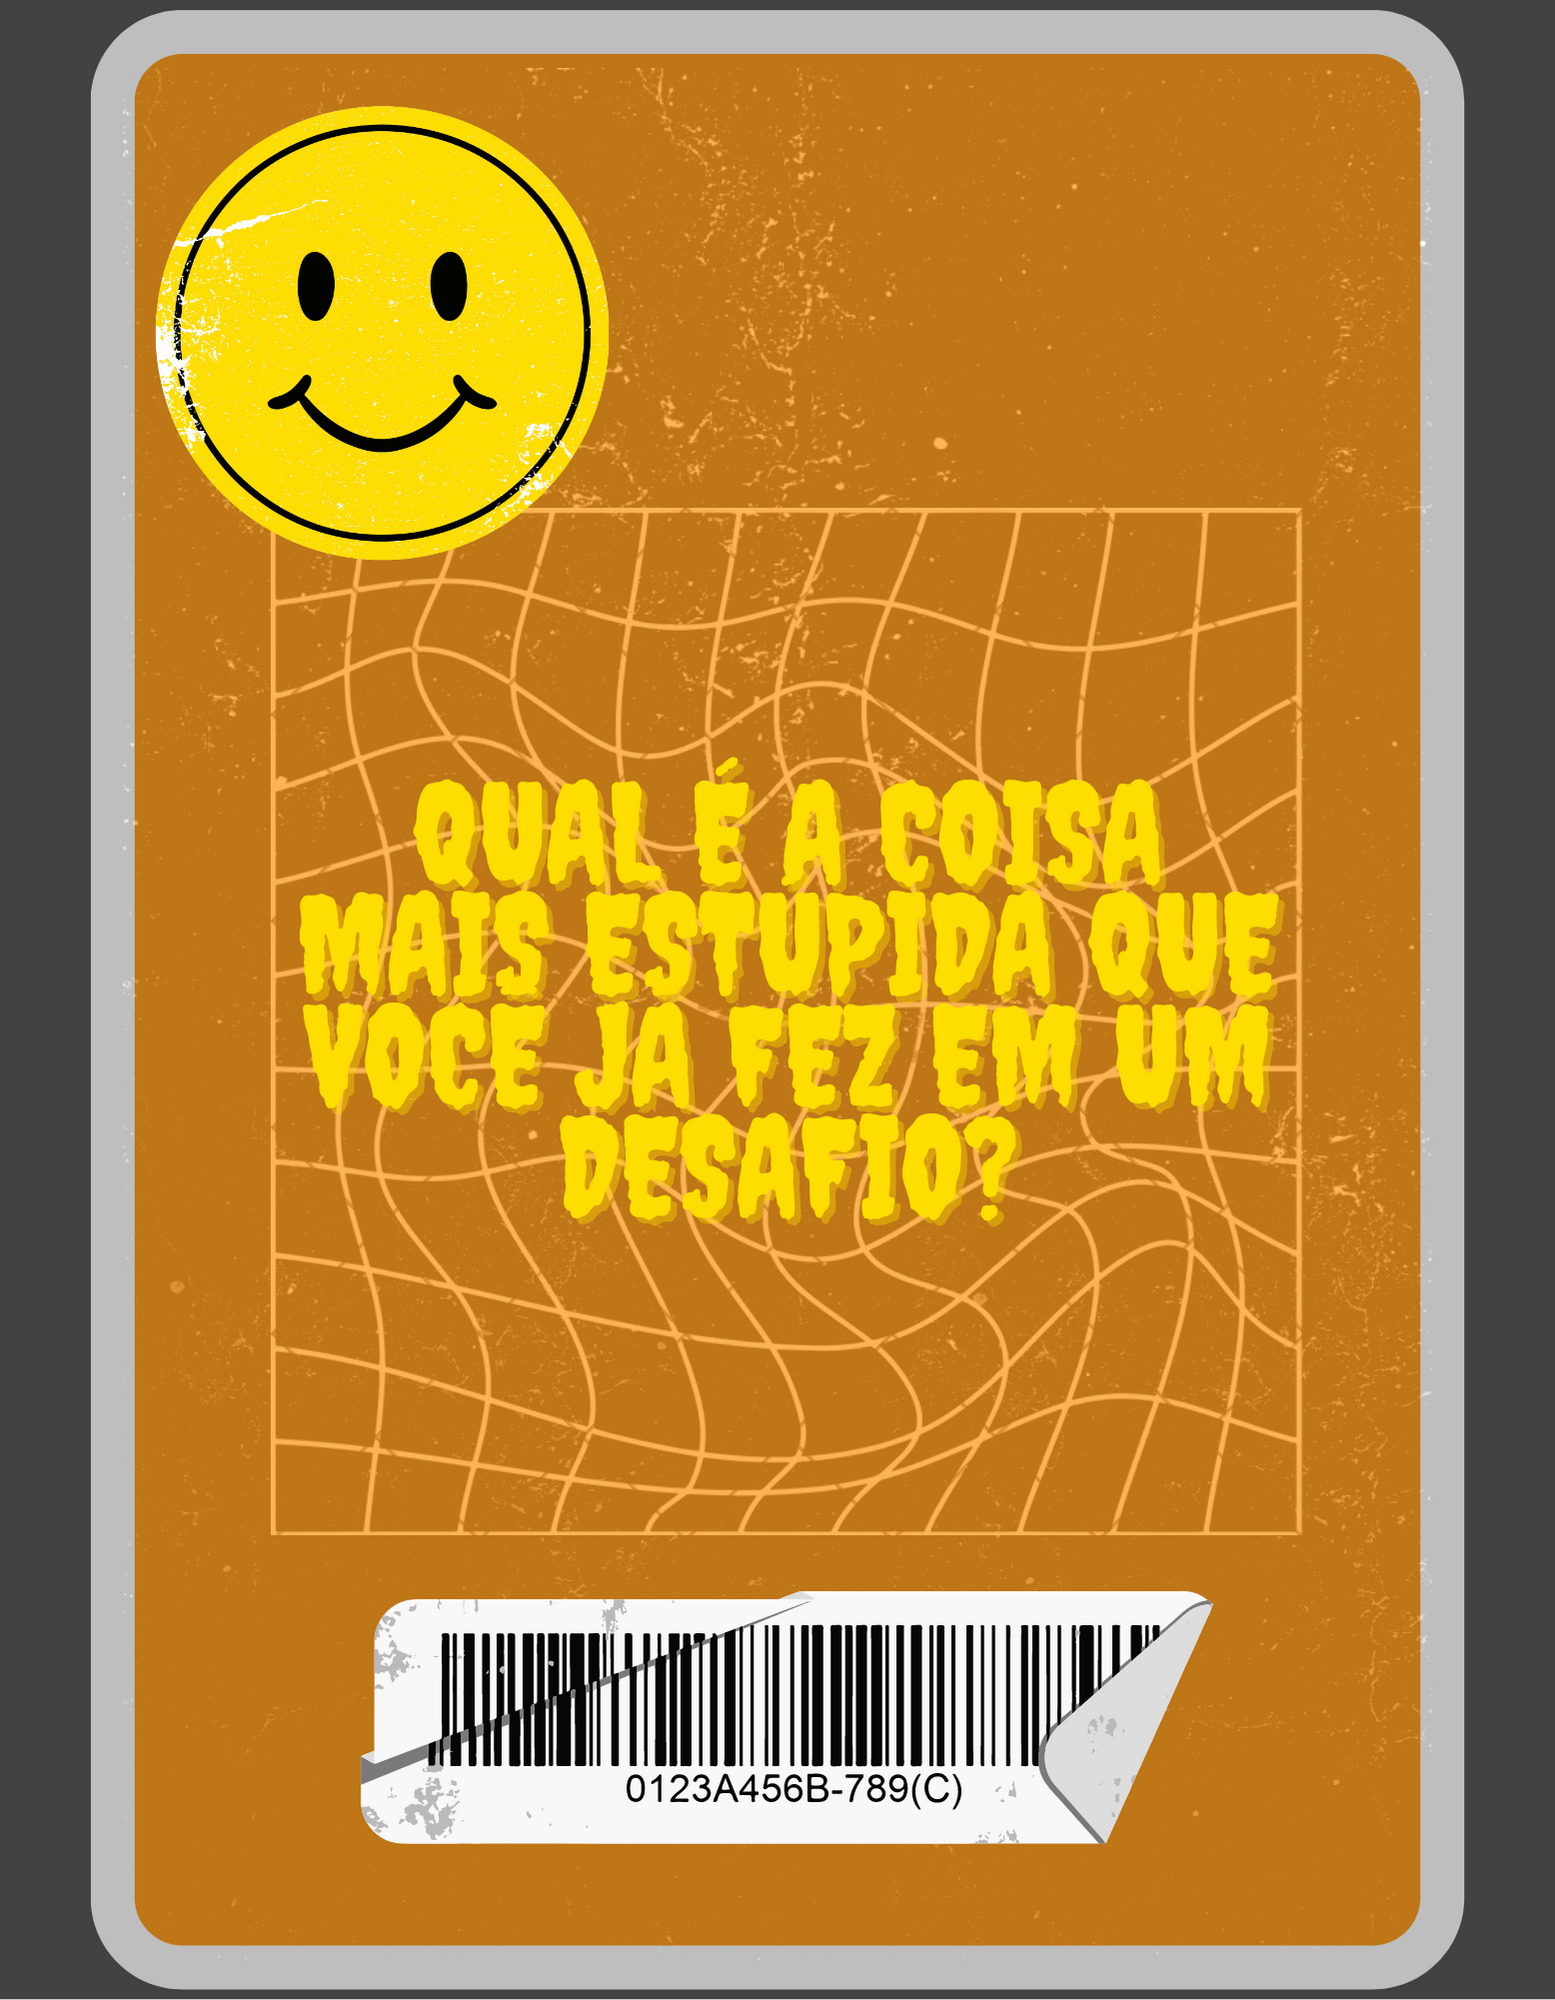 QUAL É A COISA
MAIS ESTUPIDA QUE
VOCE JA FEZ EM UM
DESAFIO?
0123A456B-789(C)